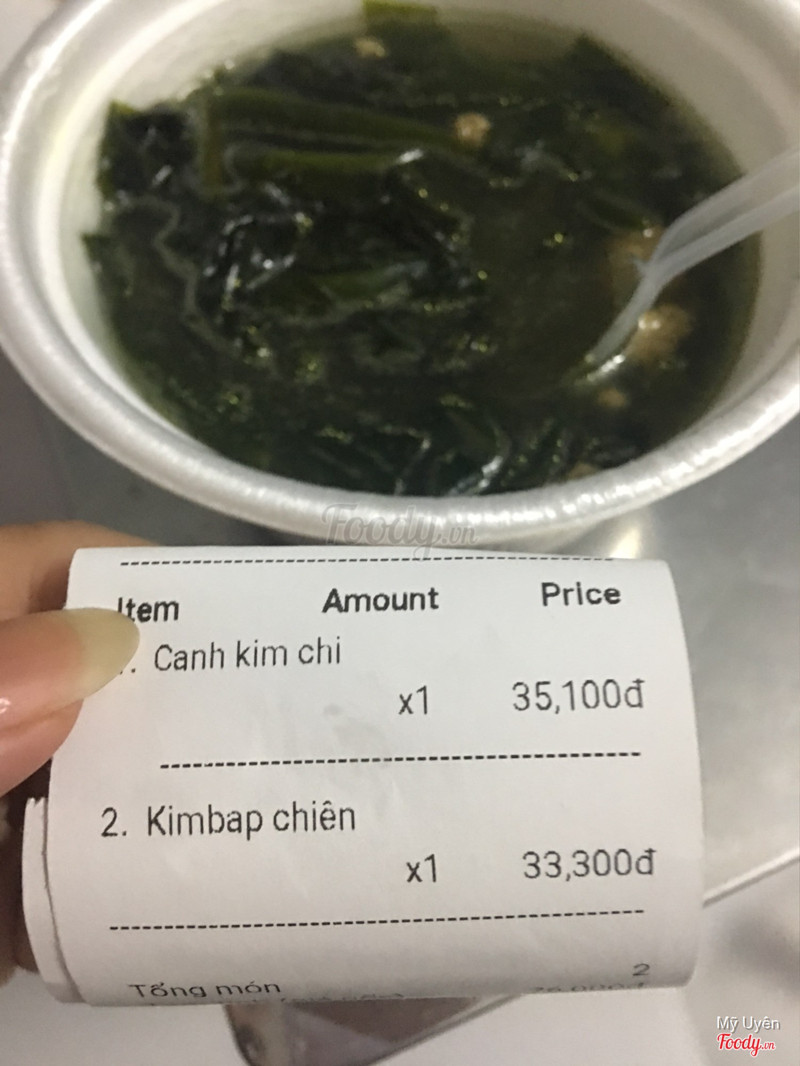 Foody.vn
Item Amount Price
. Canh kim chi
x1 35,100đ
2. Kimbap chiên
x1 33,300đ
Tổng món 2
Mỹ Uyên
Foody.vn